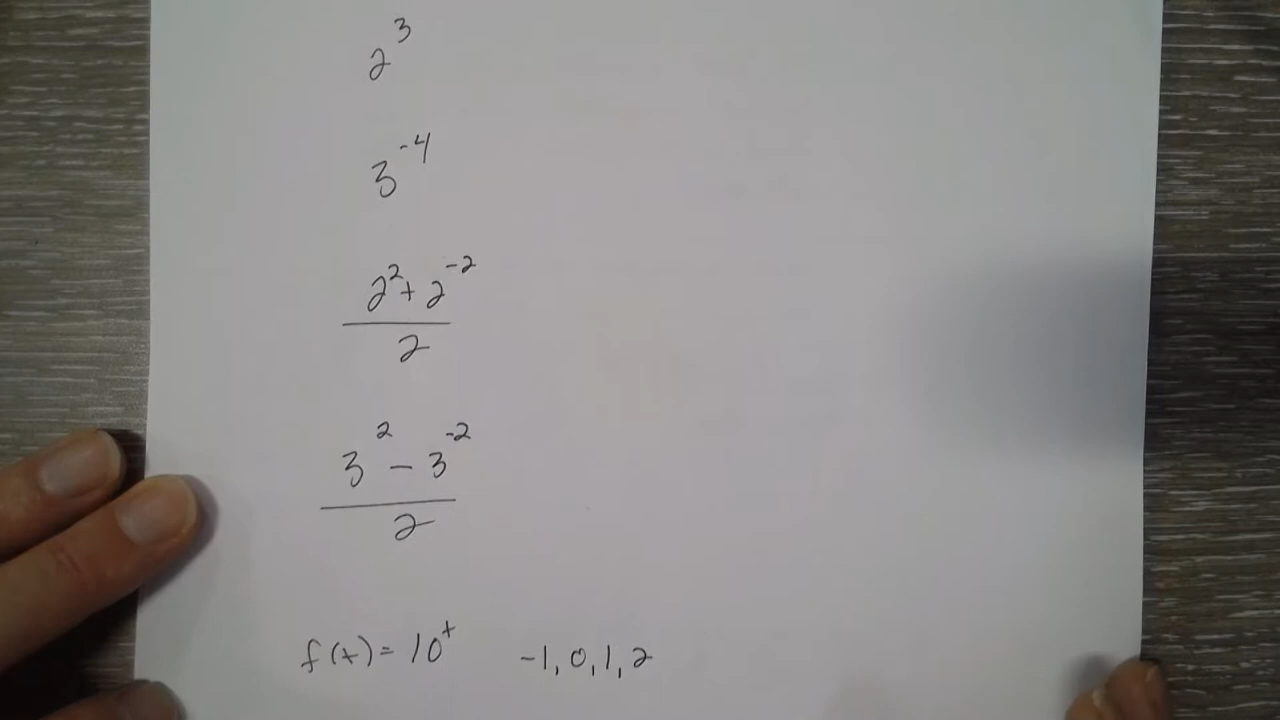 2^3
3^-4
2^2 + 2^-2
2
3^2 - 3^-2
2
f(t) = 10^t -1, 0, 1, 2